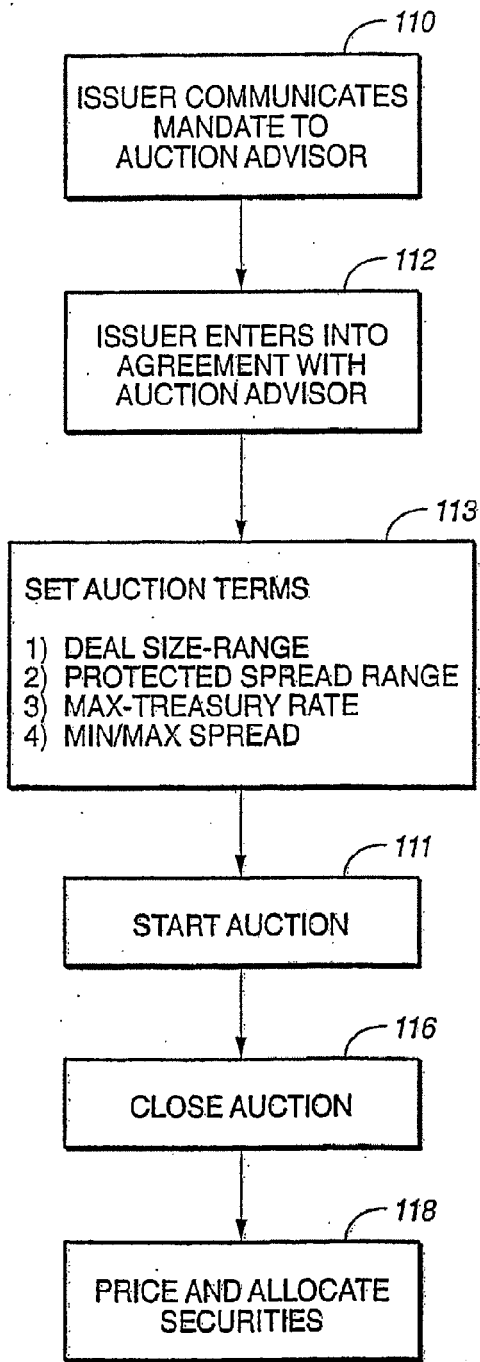 110
ISSUER COMMUNICATES
MANDATE TO
AUCTION ADVISOR
112
ISSUER ENTERS INTO
AGREEMENT WITH
AUCTION ADVISOR
113
SET AUCTION TERMS
1) DEAL SIZE-RANGE
2) PROTECTED SPREAD RANGE
3) MAX-TREASURY RATE
4) MIN/MAX SPREAD
111
START AUCTION
116
CLOSE AUCTION
118
PRICE AND ALLOCATE
SECURITIES